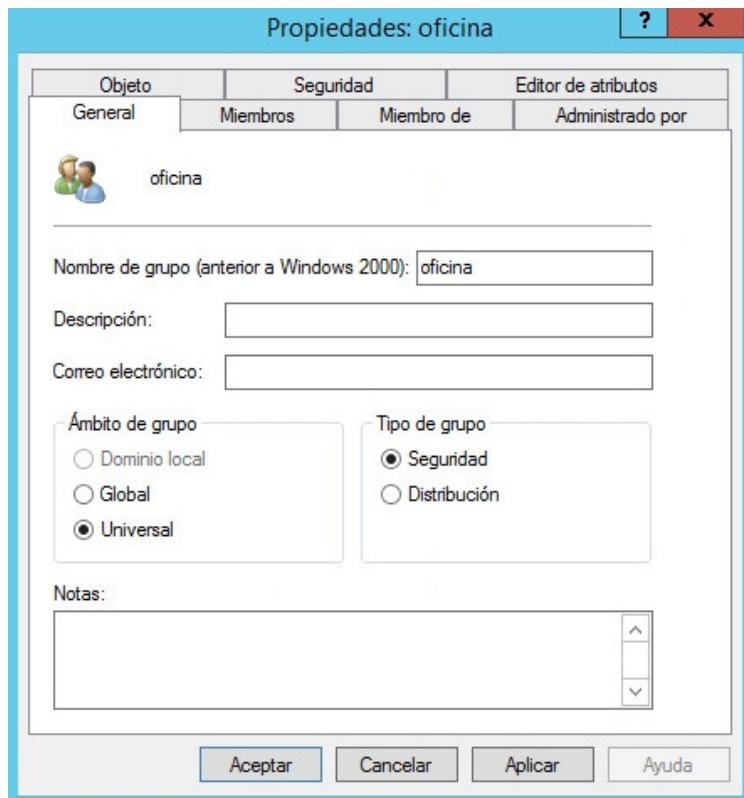 Propiedades: oficina
?
x
Objeto Seguridad Editor de atributos
General Miembros Miembro de Administrado por
oficina
Nombre de grupo (anterior a Windows 2000): oficina
Descripción:
Correo electrónico:
Ámbito de grupo Tipo de grupo
Dominio local Seguridad
Global Distribución
Universal
Notas:
Aceptar Cancelar Aplicar Ayuda